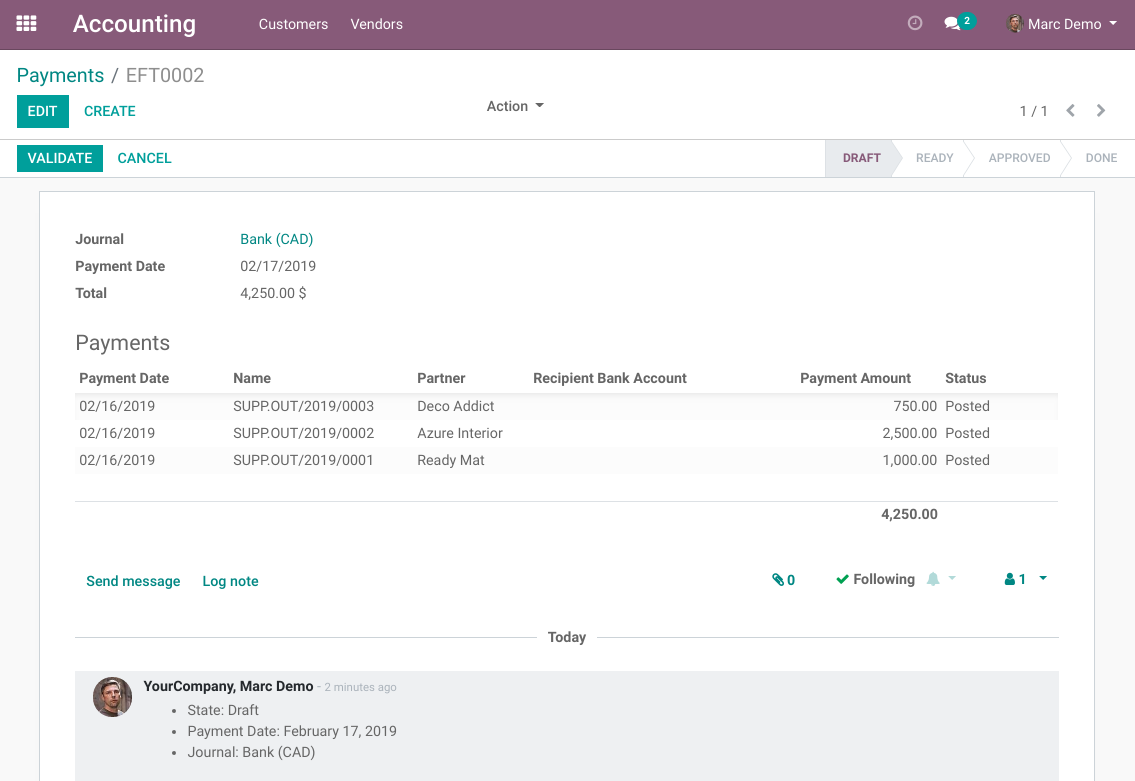 Accounting Customers Vendors 2 Marc Demo
Payments / EFT0002
EDIT CREATE Action 1 / 1
VALIDATE CANCEL DRAFT READY APPROVED DONE
Journal Bank (CAD)
Payment Date 02/17/2019
Total 4,250.00 $
Payments
Payment Date Name Partner Recipient Bank Account Payment Amount Status
02/16/2019 SUPP.OUT/2019/0003 Deco Addict 750.00 Posted
02/16/2019 SUPP.OUT/2019/0002 Azure Interior 2,500.00 Posted
02/16/2019 SUPP.OUT/2019/0001 Ready Mat 1,000.00 Posted
4,250.00
Send message Log note 0 Following 1
Today
YourCompany, Marc Demo - 2 minutes ago
• State: Draft
• Payment Date: February 17, 2019
• Journal: Bank (CAD)